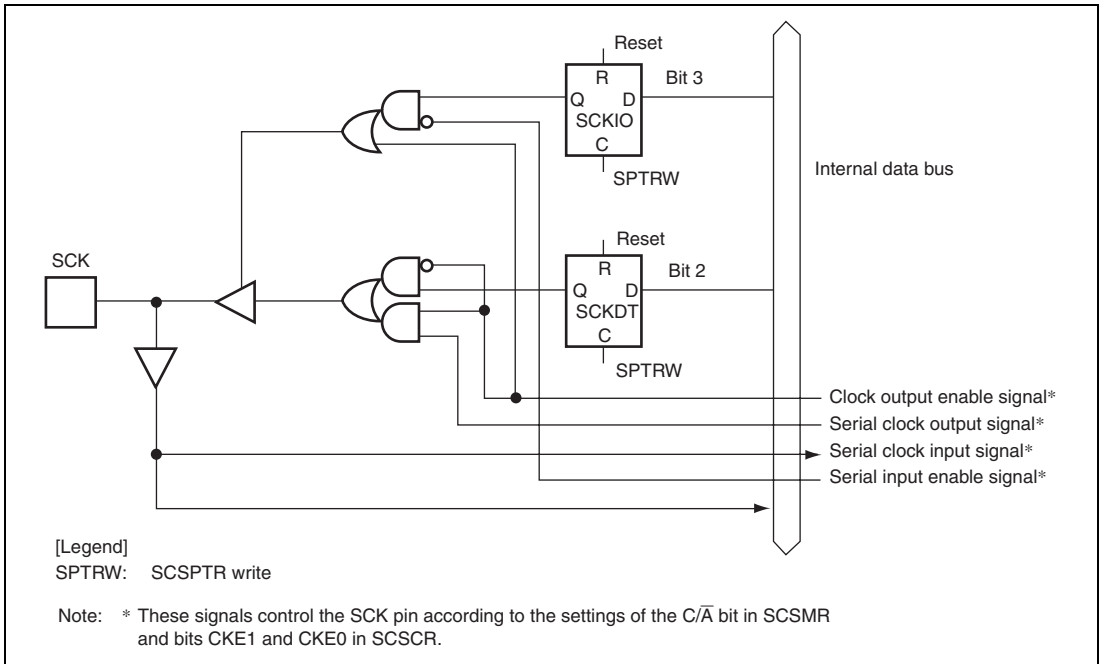 Reset
R
Bit 3
Q D
SCKIO
C
SPTRW
Internal data bus
Reset
R
Bit 2
SCK
Q D
SCKDT
C
SPTRW
Clock output enable signal*
Serial clock output signal*
Serial clock input signal*
Serial input enable signal*
[Legend]
SPTRW: SCSPTR write
Note: * These signals control the SCK pin according to the settings of the C/A̅ bit in SCSMR
and bits CKE1 and CKE0 in SCSCR.